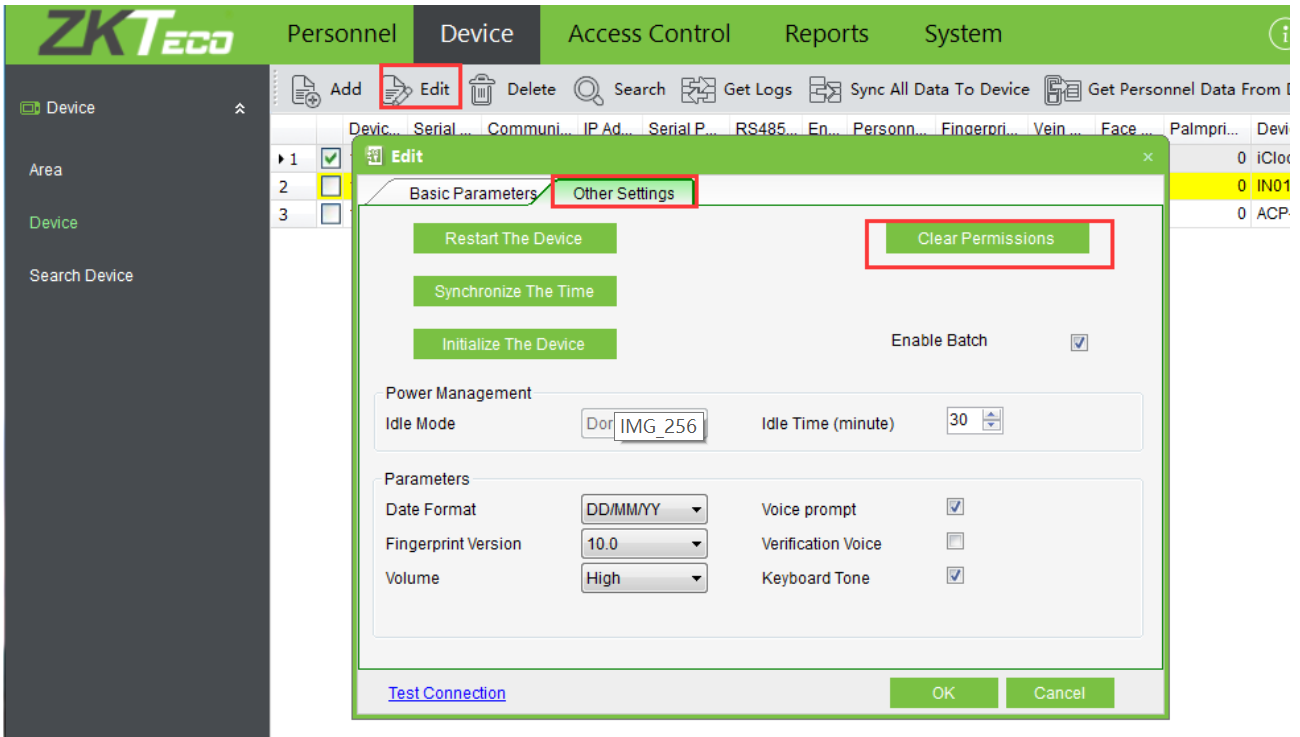 ZKTECO Personnel Device Access Control Reports System
Add Edit Delete Search Get Logs Sync All Data To Device Get Personnel Data From
Device
Area
Device
Search Device
Devic... Serial ... Communi... IP Ad... Serial P... RS485... En... Personn... Fingerpri... Vein ... Face ... Palmpri... Devi
1 0 iCloc
2 0 IN01
3 0 ACP-
Edit
Basic Parameters Other Settings
Restart The Device Clear Permissions
Synchronize The Time
Initialize The Device Enable Batch
Power Management
Idle Mode Dor IMG_256 Idle Time (minute) 30
Parameters
Date Format DD/MM/YY Voice prompt
Fingerprint Version 10.0 Verification Voice
Volume High Keyboard Tone
Test Connection OK Cancel